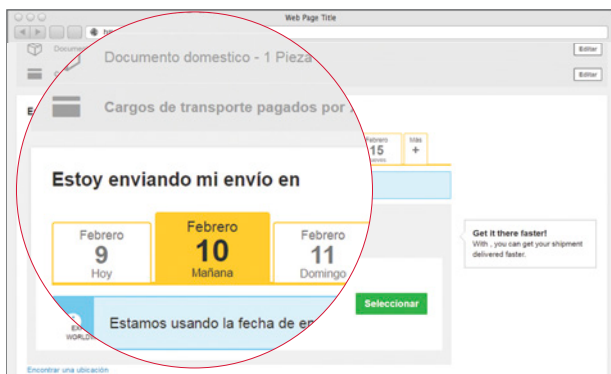 Web Page Title
Documento domestico - 1 Pieza
Editar
Editar
Cargos de transporte pagados por
Febrero
15
Más
+
Estoy enviando mi envío en
Febrero
9
Hoy
Febrero
10
Mañana
Febrero
11
Domingo
Get it there faster!
With , you can get your shipment
delivered faster.
Seleccionar
Estamos usando la fecha de
Encontrar una ubicación